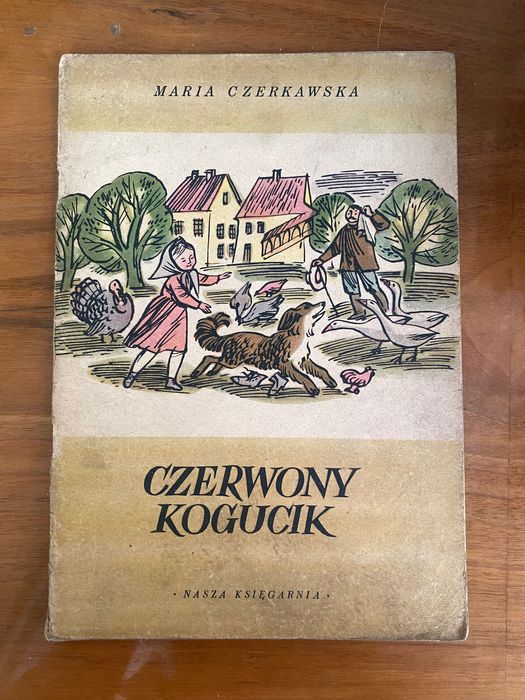 MARIA CZERKAWSKA
CZERWONY
KOGUCIK
· NASZA KSIĘGARNIA ·